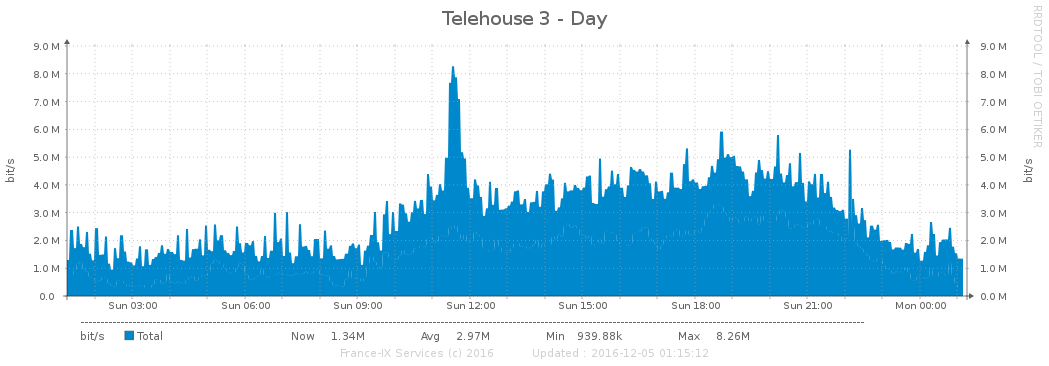 Telehouse 3 - Day
RRDTOOL / TOBI OETIKER
9.0 M 9.0 M
8.0 M 8.0 M
7.0 M 7.0 M
6.0 M 6.0 M
5.0 M 5.0 M
bit/s bit/s
4.0 M 4.0 M
3.0 M 3.0 M
2.0 M 2.0 M
1.0 M 1.0 M
0.0 0.0 M
Sun 03:00 Sun 06:00 Sun 09:00 Sun 12:00 Sun 15:00 Sun 18:00 Sun 21:00 Mon 00:00
bit/s Total Now 1.34M Avg 2.97M Min 939.88k Max 8.26M
France-IX Services (c) 2016 Updated : 2016-12-05 01:15:12